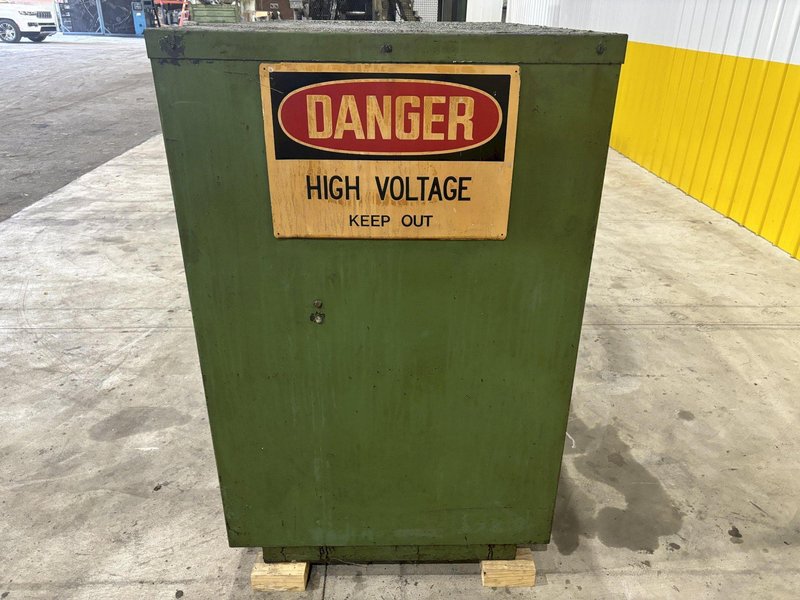 DANGER
HIGH VOLTAGE
KEEP OUT